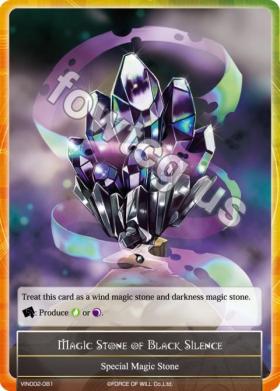 fowtcg.us
Treat this card as a wind magic stone and darkness magic stone.
: Produce or .
Magic Stone of Black Silence
Special Magic Stone
VIN002-081
©FORCE OF WILL Co.,Ltd.